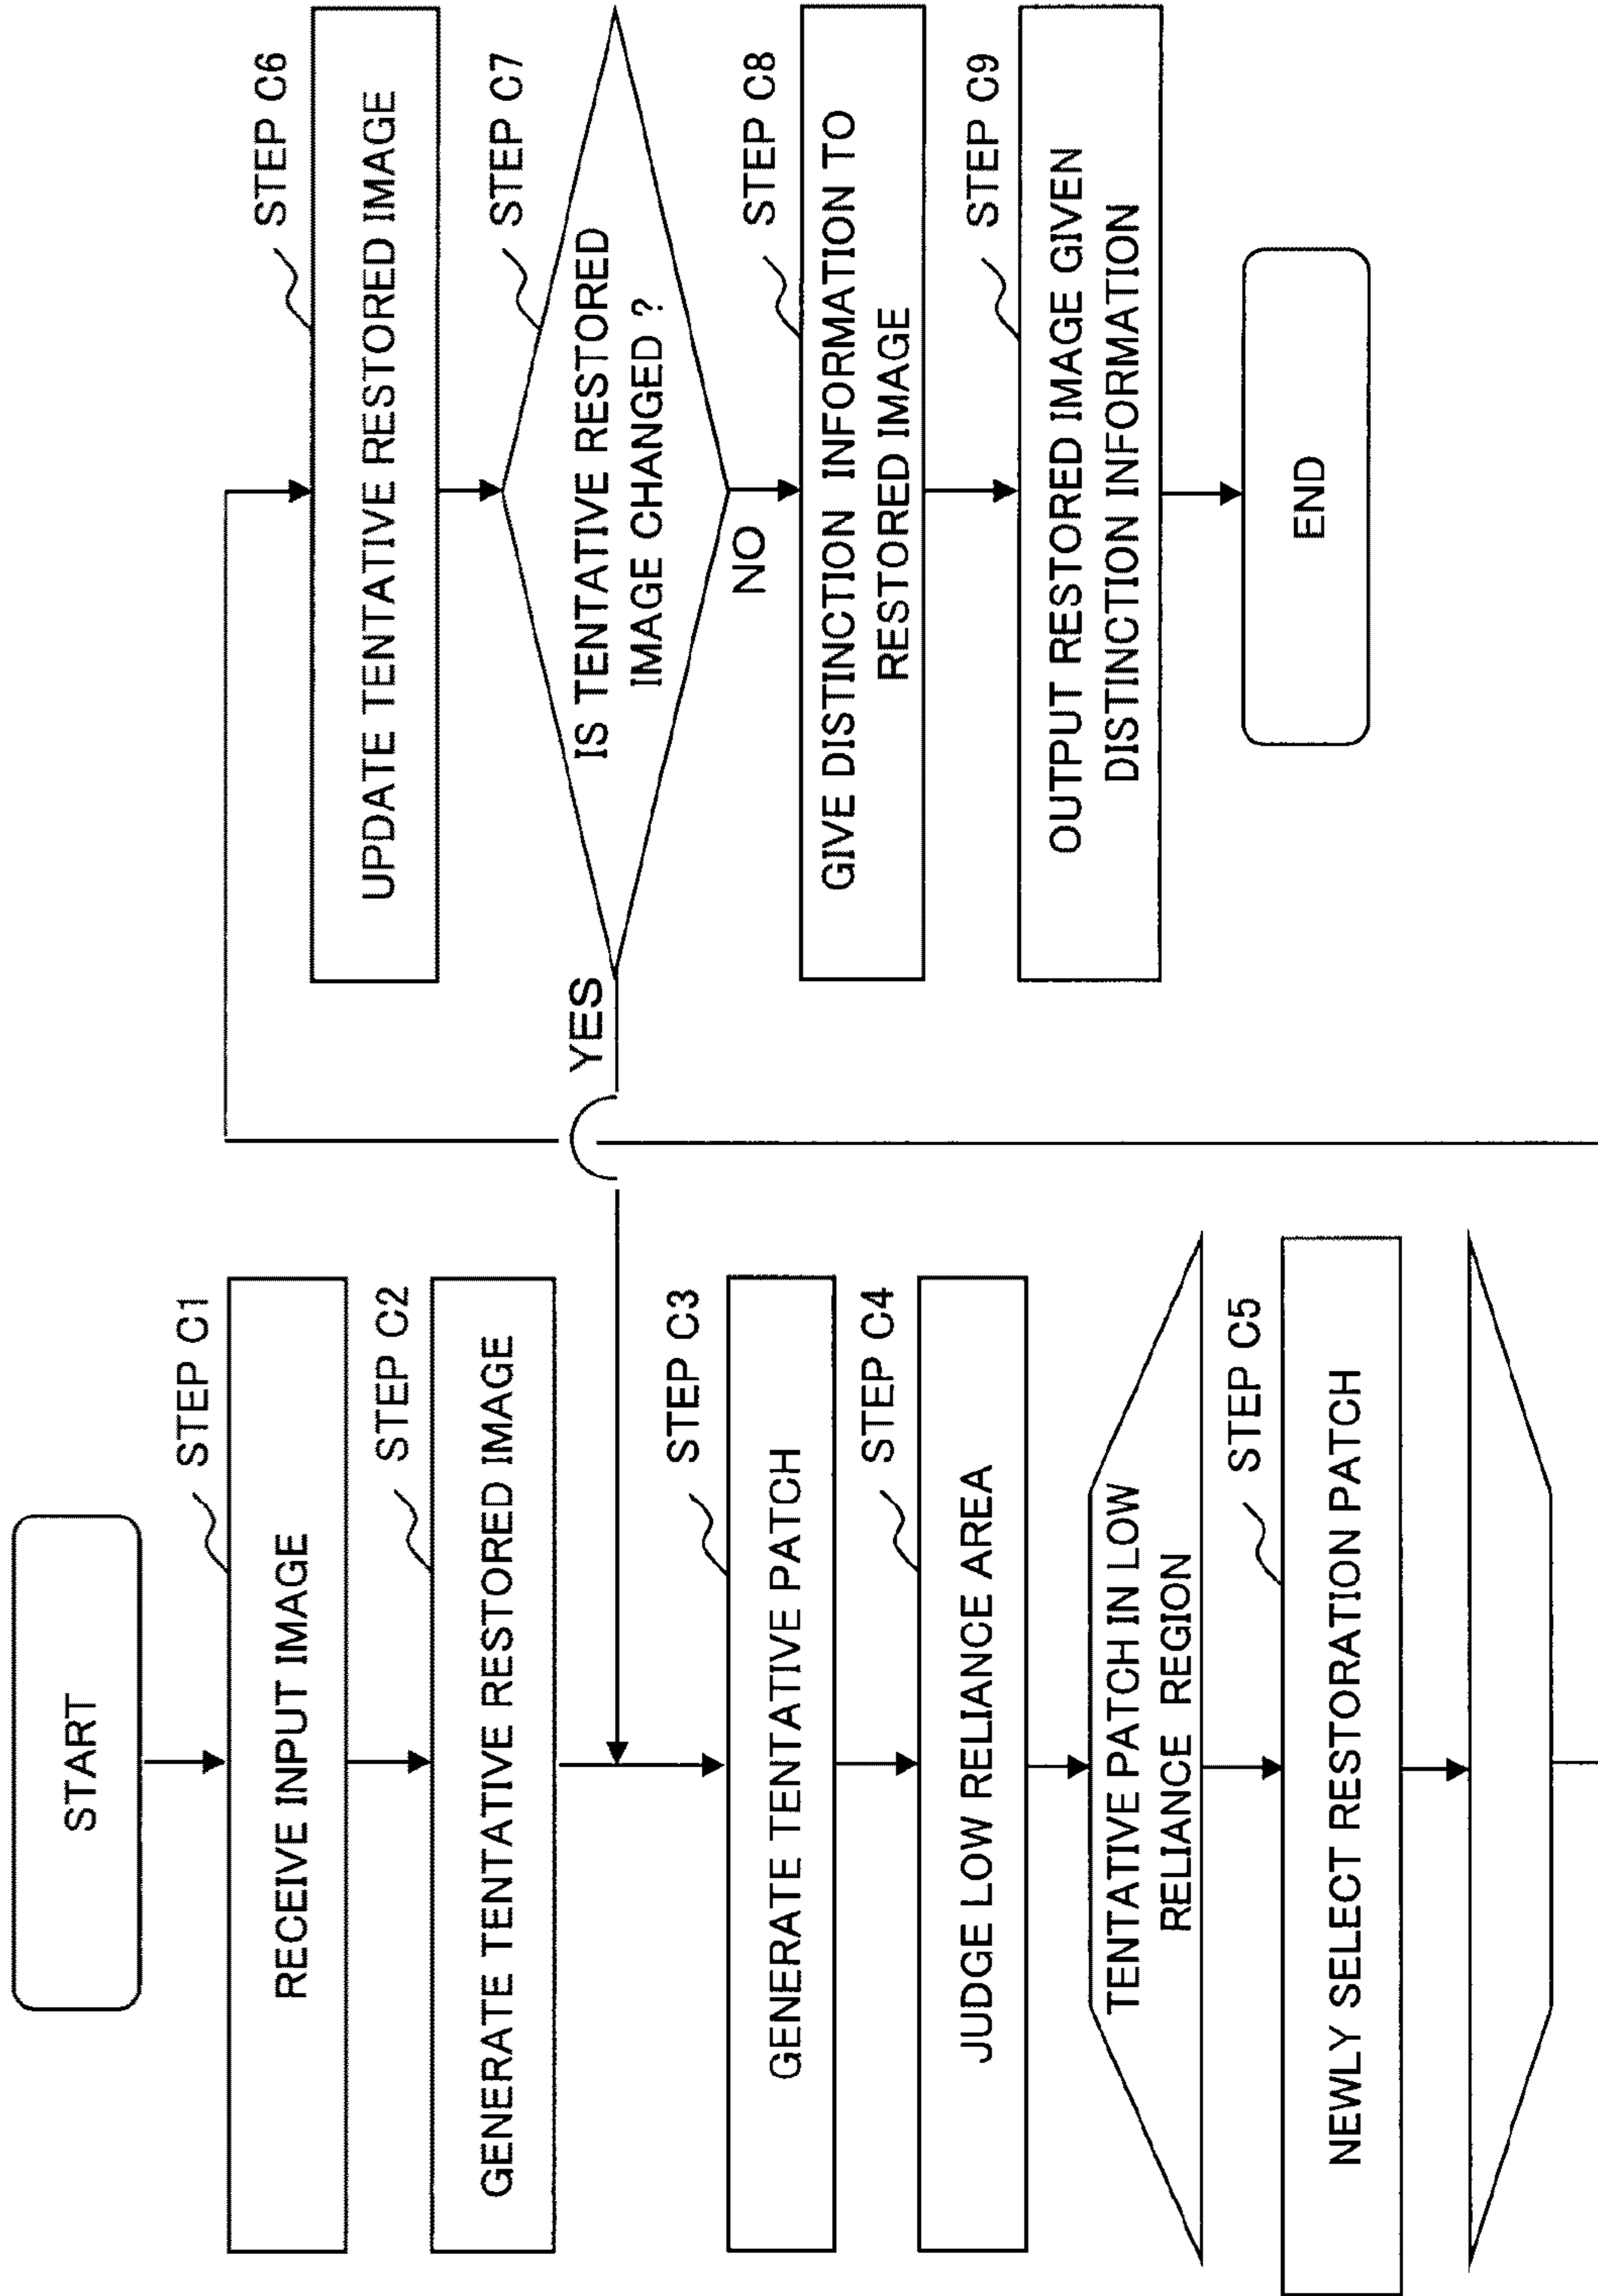 START
STEP C1
RECEIVE INPUT IMAGE
STEP C2
GENERATE TENTATIVE RESTORED IMAGE
STEP C3
GENERATE TENTATIVE PATCH
STEP C4
JUDGE LOW RELIANCE AREA
TENTATIVE PATCH IN LOW
RELIANCE REGION
STEP C5
NEWLY SELECT RESTORATION PATCH
STEP C6
UPDATE TENTATIVE RESTORED IMAGE
STEP C7
IS TENTATIVE RESTORED
IMAGE CHANGED ?
YES
NO
STEP C8
GIVE DISTINCTION INFORMATION TO
RESTORED IMAGE
STEP C9
OUTPUT RESTORED IMAGE GIVEN
DISTINCTION INFORMATION
END